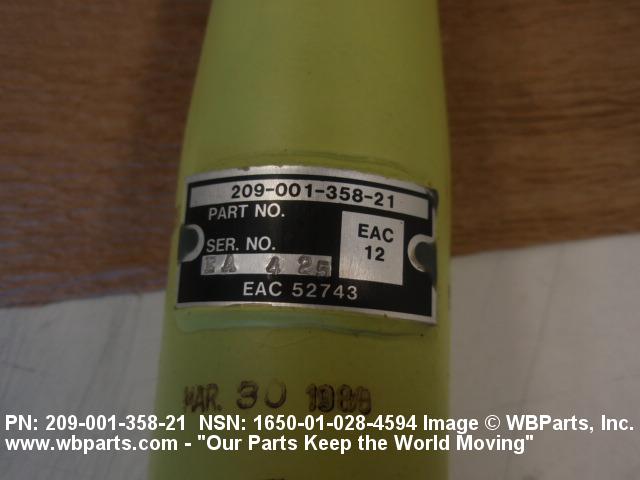 209-001-358-21
PART NO.
EAC
12
SER. NO.
EA 425
EAC 52743
MAR. 30 1988
PN: 209-001-358-21 NSN: 1650-01-028-4594 Image © WBParts, Inc.
www.wbparts.com - "Our Parts Keep the World Moving"